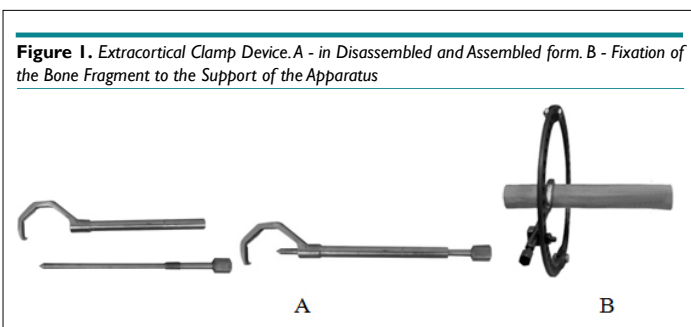 Figure 1. Extracortical Clamp Device. A - in Disassembled and Assembled form. B - Fixation of
the Bone Fragment to the Support of the Apparatus
A B